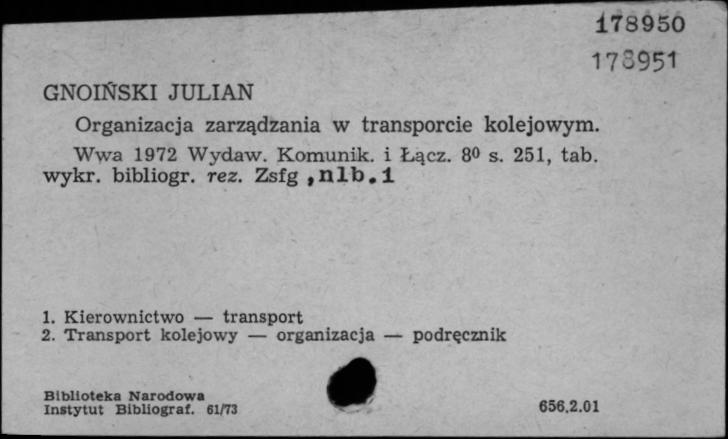 178950
178951
GNOIŃSKI JULIAN
Organizacja zarządzania w transporcie kolejowym.
Wwa 1972 Wydaw. Komunik. i Łącz. 8⁰ s. 251, tab.
wykr. bibliogr. rez. Zsfg ,nlb.1
1. Kierownictwo — transport
2. Transport kolejowy — organizacja — podręcznik
Biblioteka Narodowa
Instytut Bibliograf. 61/73
656.2.01